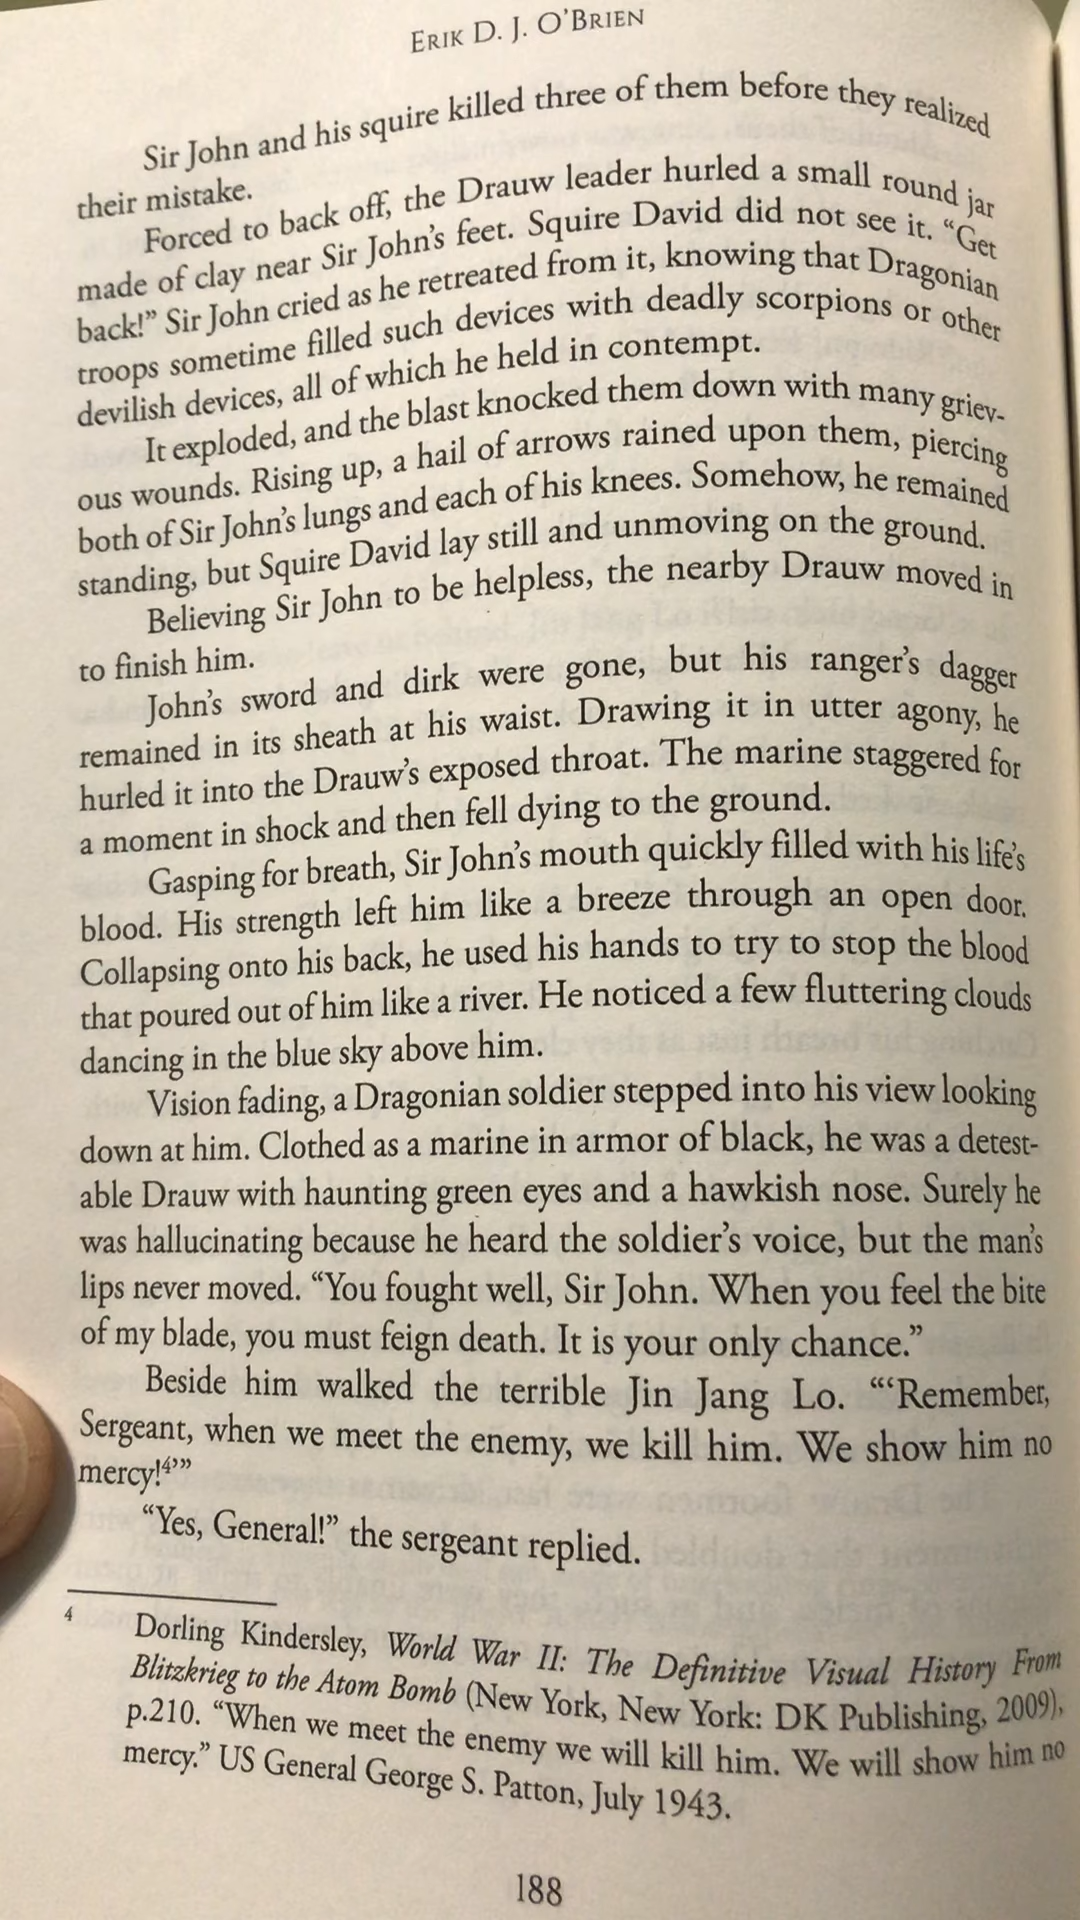 ERIK D. J. O'BRIEN
Sir John and his squire killed three of them before they realized
their mistake.
Forced to back off, the Drauw leader hurled a small round jar
made of clay near Sir John's feet. Squire David did not see it. “Get
back!” Sir John cried as he retreated from it, knowing that Dragonian
troops sometime filled such devices with deadly scorpions or other
devilish devices, all of which he held in contempt.
It exploded, and the blast knocked them down with many griev-
ous wounds. Rising up, a hail of arrows rained upon them, piercing
both of Sir John's lungs and each of his knees. Somehow, he remained
standing, but Squire David lay still and unmoving on the ground.
Believing Sir John to be helpless, the nearby Drauw moved in
to finish him.
John's sword and dirk were gone, but his ranger's dagger
remained in its sheath at his waist. Drawing it in utter agony, he
hurled it into the Drauw's exposed throat. The marine staggered for
a moment in shock and then fell dying to the ground.
Gasping for breath, Sir John's mouth quickly filled with his life's
blood. His strength left him like a breeze through an open door.
Collapsing onto his back, he used his hands to try to stop the blood
that poured out of him like a river. He noticed a few fluttering clouds
dancing in the blue sky above him.
Vision fading, a Dragonian soldier stepped into his view looking
down at him. Clothed as a marine in armor of black, he was a detest-
able Drauw with haunting green eyes and a hawkish nose. Surely he
was hallucinating because he heard the soldier's voice, but the man's
lips never moved. “You fought well, Sir John. When you feel the bite
of my blade, you must feign death. It is your only chance.”
Beside him walked the terrible Jin Jang Lo. “‘Remember,
Sergeant, when we meet the enemy, we kill him. We show him no
mercy!⁴’”
“Yes, General!” the sergeant replied.
4 Dorling Kindersley, World War II: The Definitive Visual History From
Blitzkrieg to the Atom Bomb (New York, New York: DK Publishing, 2009),
p.210. “When we meet the enemy we will kill him. We will show him no
mercy.” US General George S. Patton, July 1943.
188